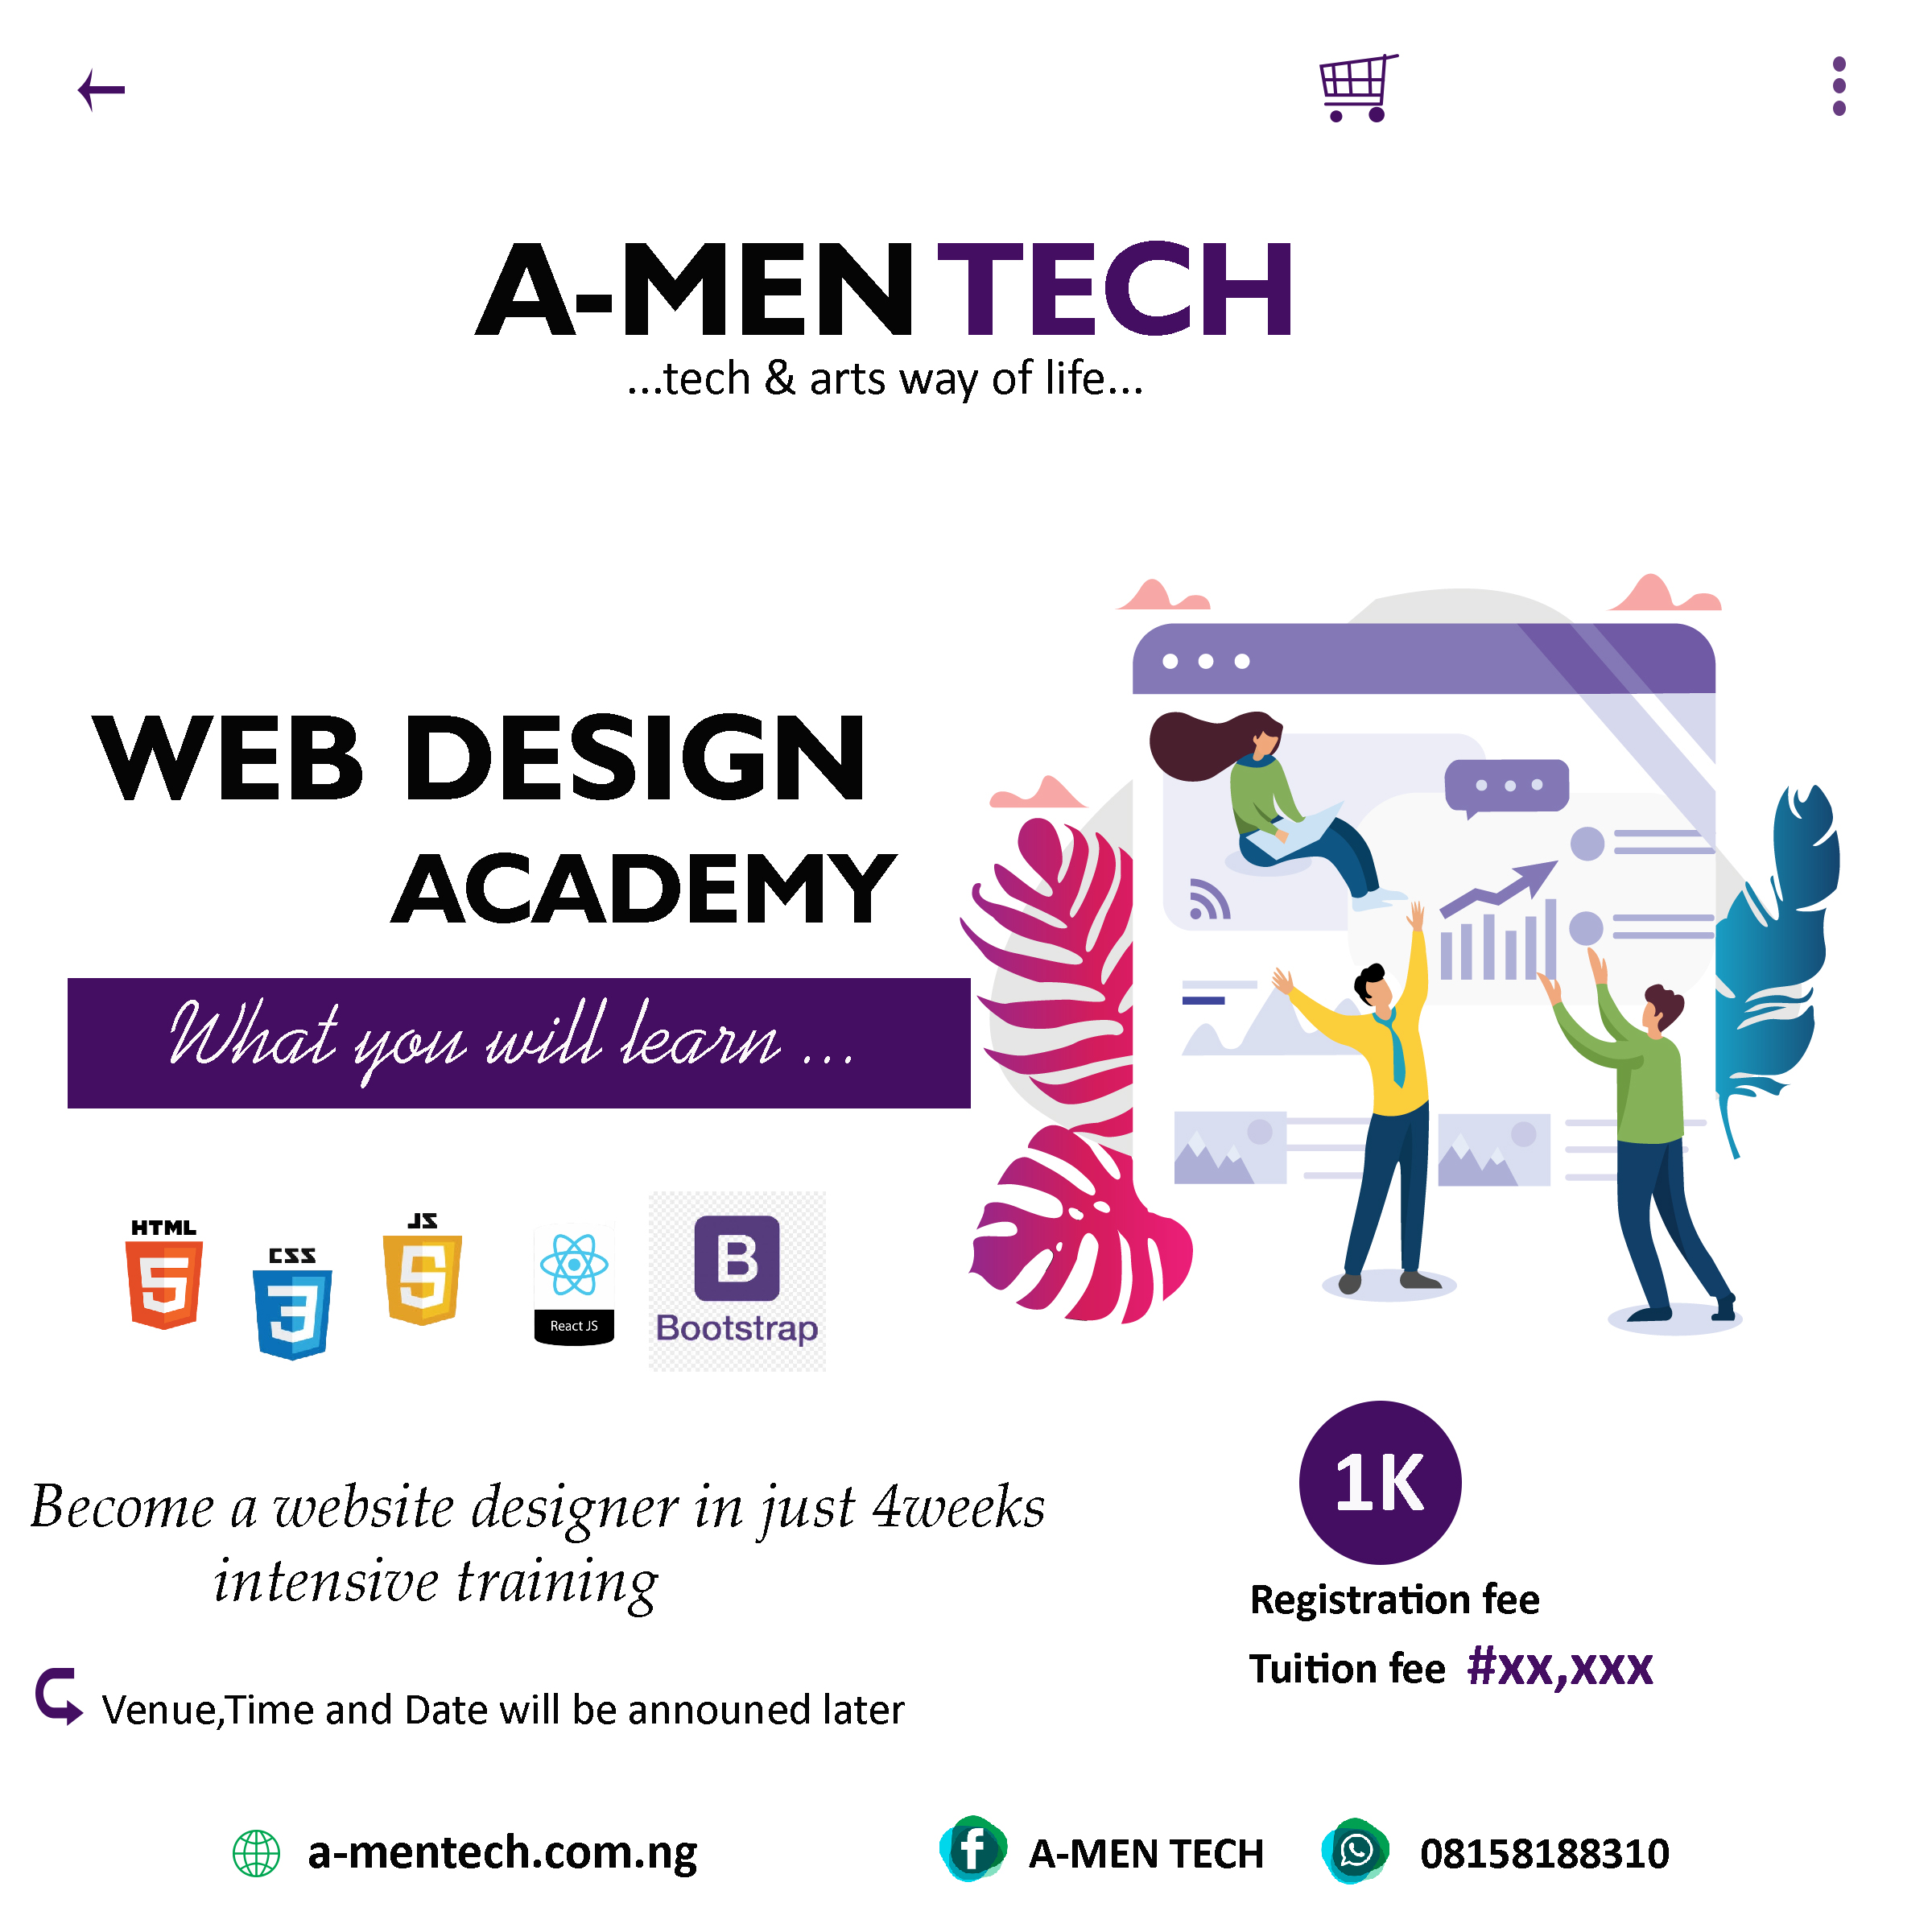 A-MEN TECH
...tech & arts way of life...
WEB DESIGN
ACADEMY
What you will learn ...
HTML
5
CSS
3
JS
5
React JS
B
Bootstrap
Become a website designer in just 4weeks
intensive training
Venue,Time and Date will be announed later
1K
Registration fee
Tuition fee #xx,xxx
a-mentech.com.ng
A-MEN TECH
08158188310